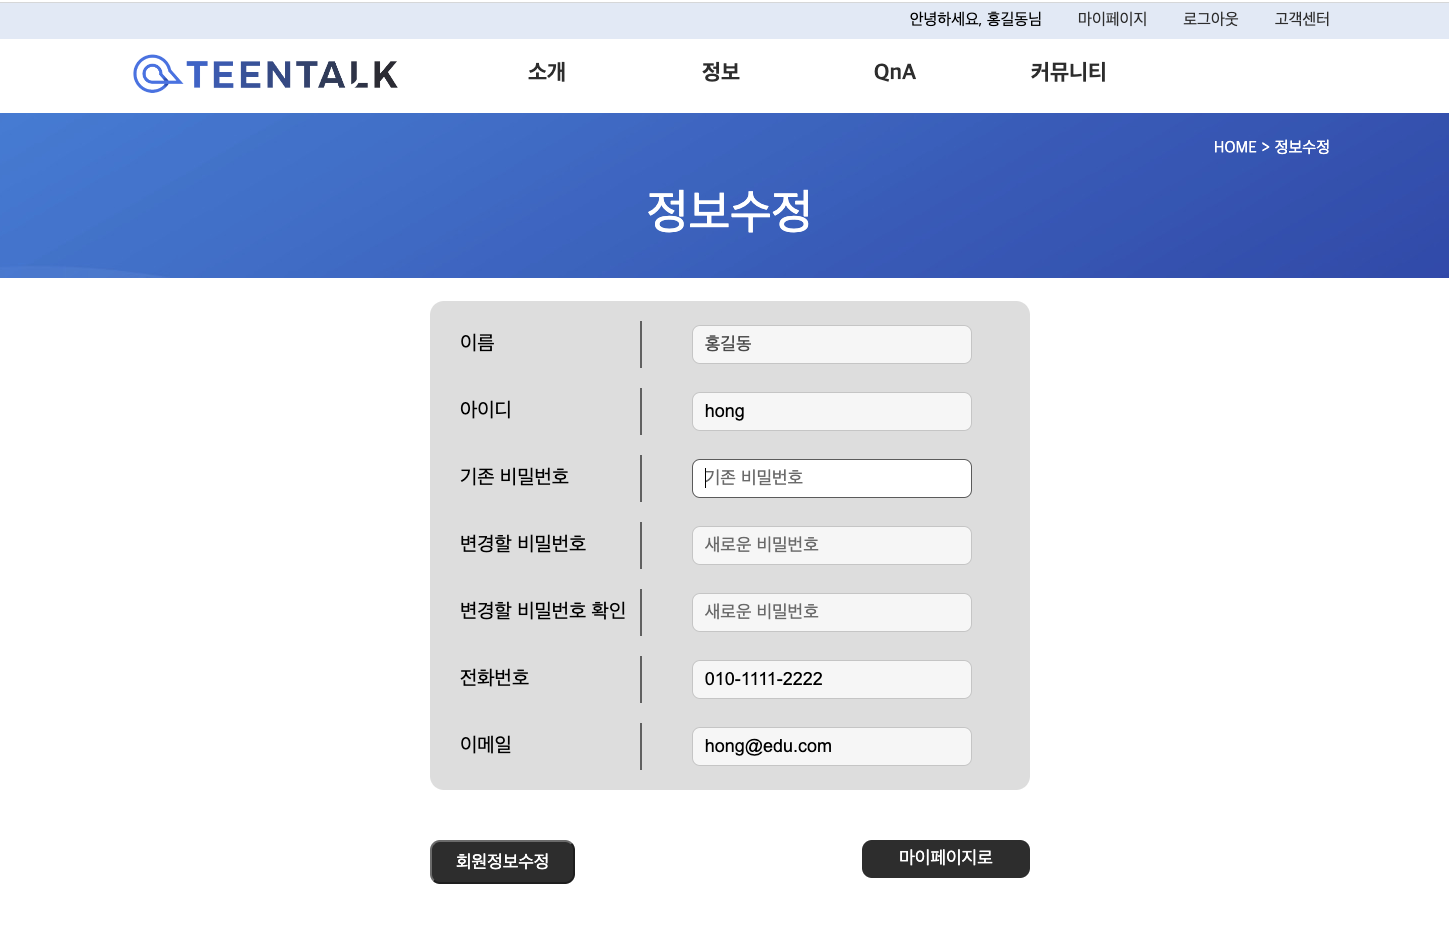 안녕하세요, 홍길동님 마이페이지 로그아웃 고객센터
TEENTALK 소개 정보 QnA 커뮤니티
HOME > 정보수정
정보수정
이름 홍길동
아이디 hong
기존 비밀번호 기존 비밀번호
변경할 비밀번호 새로운 비밀번호
변경할 비밀번호 확인 새로운 비밀번호
전화번호 010-1111-2222
이메일 hong@edu.com
회원정보수정 마이페이지로